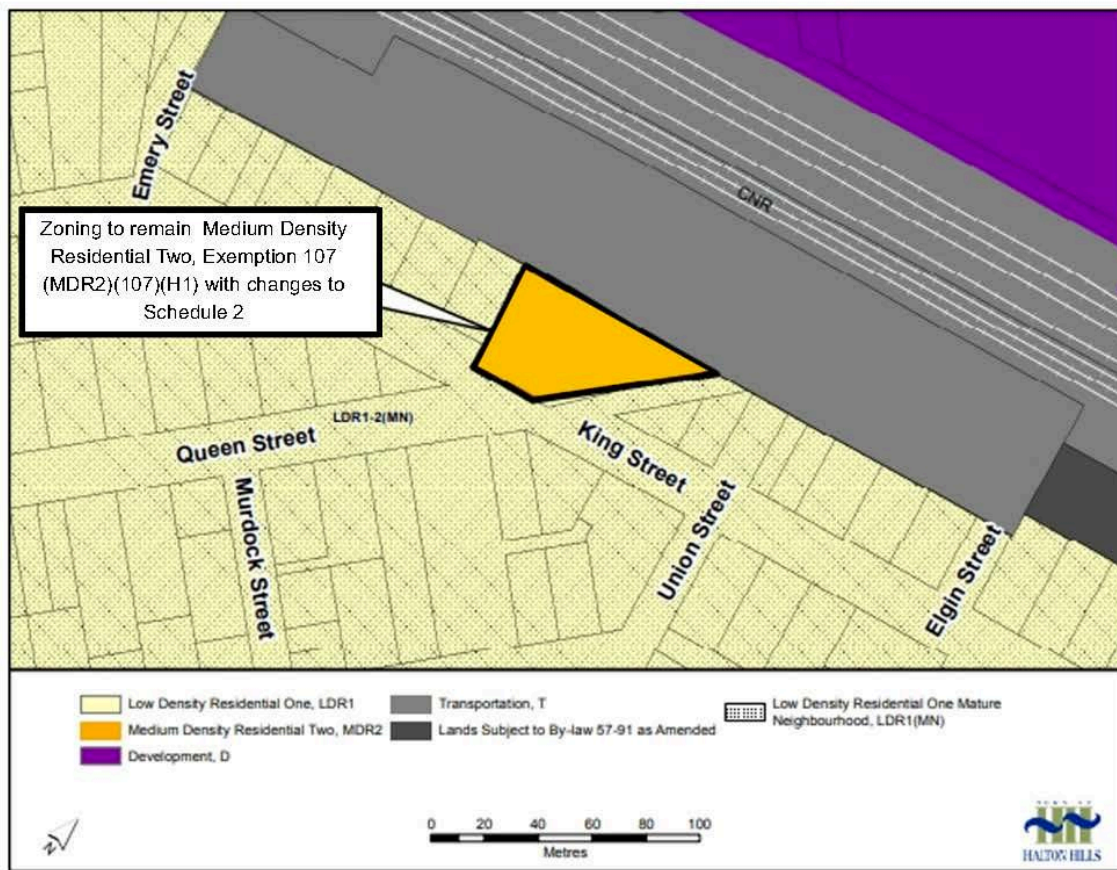 Emery Street
CNR
Zoning to remain Medium Density
Residential Two, Exemption 107
(MDR2)(107)(H1) with changes to
Schedule 2
LDR1-2(MN)
Queen Street
King Street
Murdock Street
Union Street
Elgin Street
Low Density Residential One, LDR1
Medium Density Residential Two, MDR2
Development, D
Transportation, T
Lands Subject to By-law 57-91 as Amended
Low Density Residential One Mature
Neighbourhood, LDR1(MN)
N
0 20 40 60 80 100
Metres
TOWN OF
HALTON HILLS